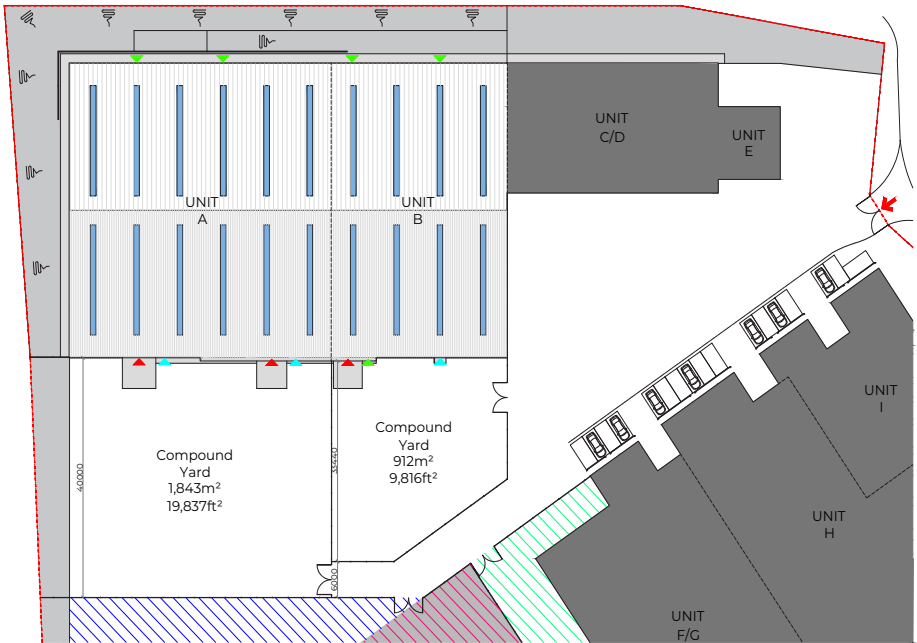 UNIT
C/D
UNIT
E
UNIT
A
UNIT
B
UNIT
I
Compound
Yard
1,843m²
19,837ft²
Compound
Yard
912m²
9,816ft²
40000
33440
6000
UNIT
H
UNIT
F/G